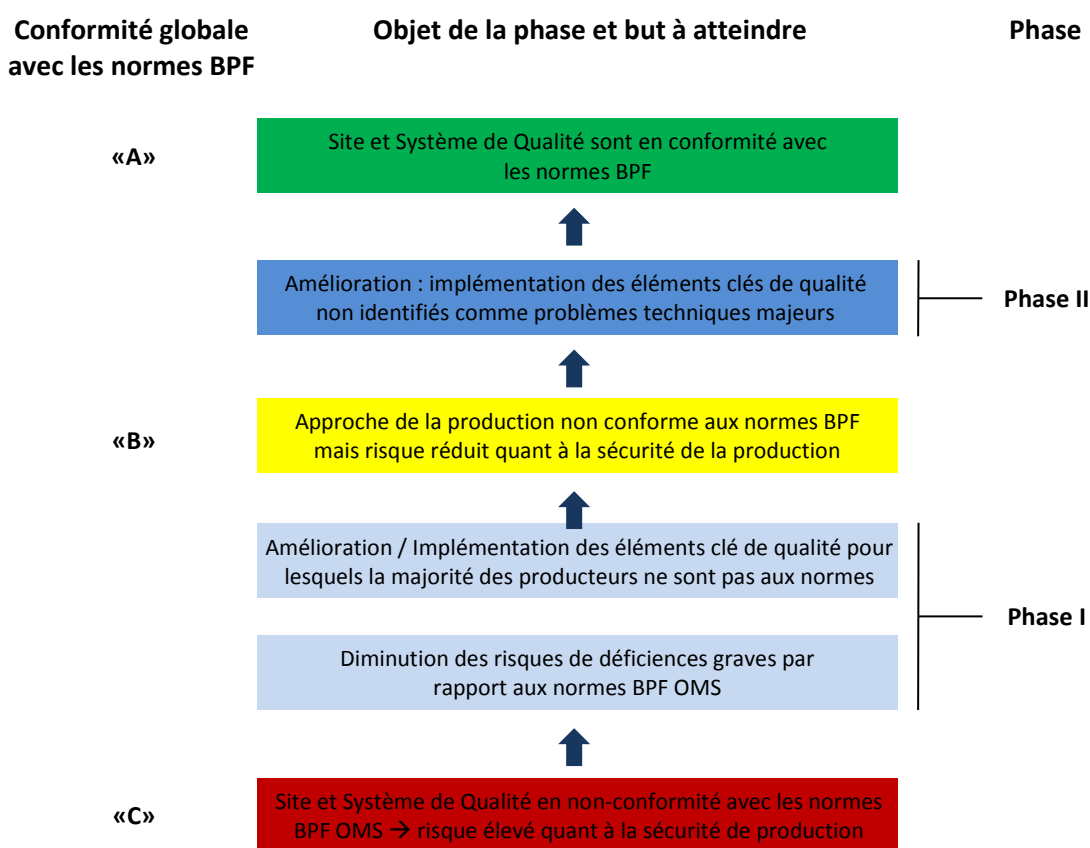 Conformité globale
avec les normes BPF
Objet de la phase et but à atteindre
Phase
«A»
Site et Système de Qualité sont en conformité avec
les normes BPF
Amélioration : implémentation des éléments clés de qualité
non identifiés comme problèmes techniques majeurs
Phase II
«B»
Approche de la production non conforme aux normes BPF
mais risque réduit quant à la sécurité de la production
Amélioration / Implémentation des éléments clé de qualité pour
lesquels la majorité des producteurs ne sont pas aux normes
Phase I
Diminution des risques de déficiences graves par
rapport aux normes BPF OMS
«C»
Site et Système de Qualité en non-conformité avec les normes
BPF OMS → risque élevé quant à la sécurité de production